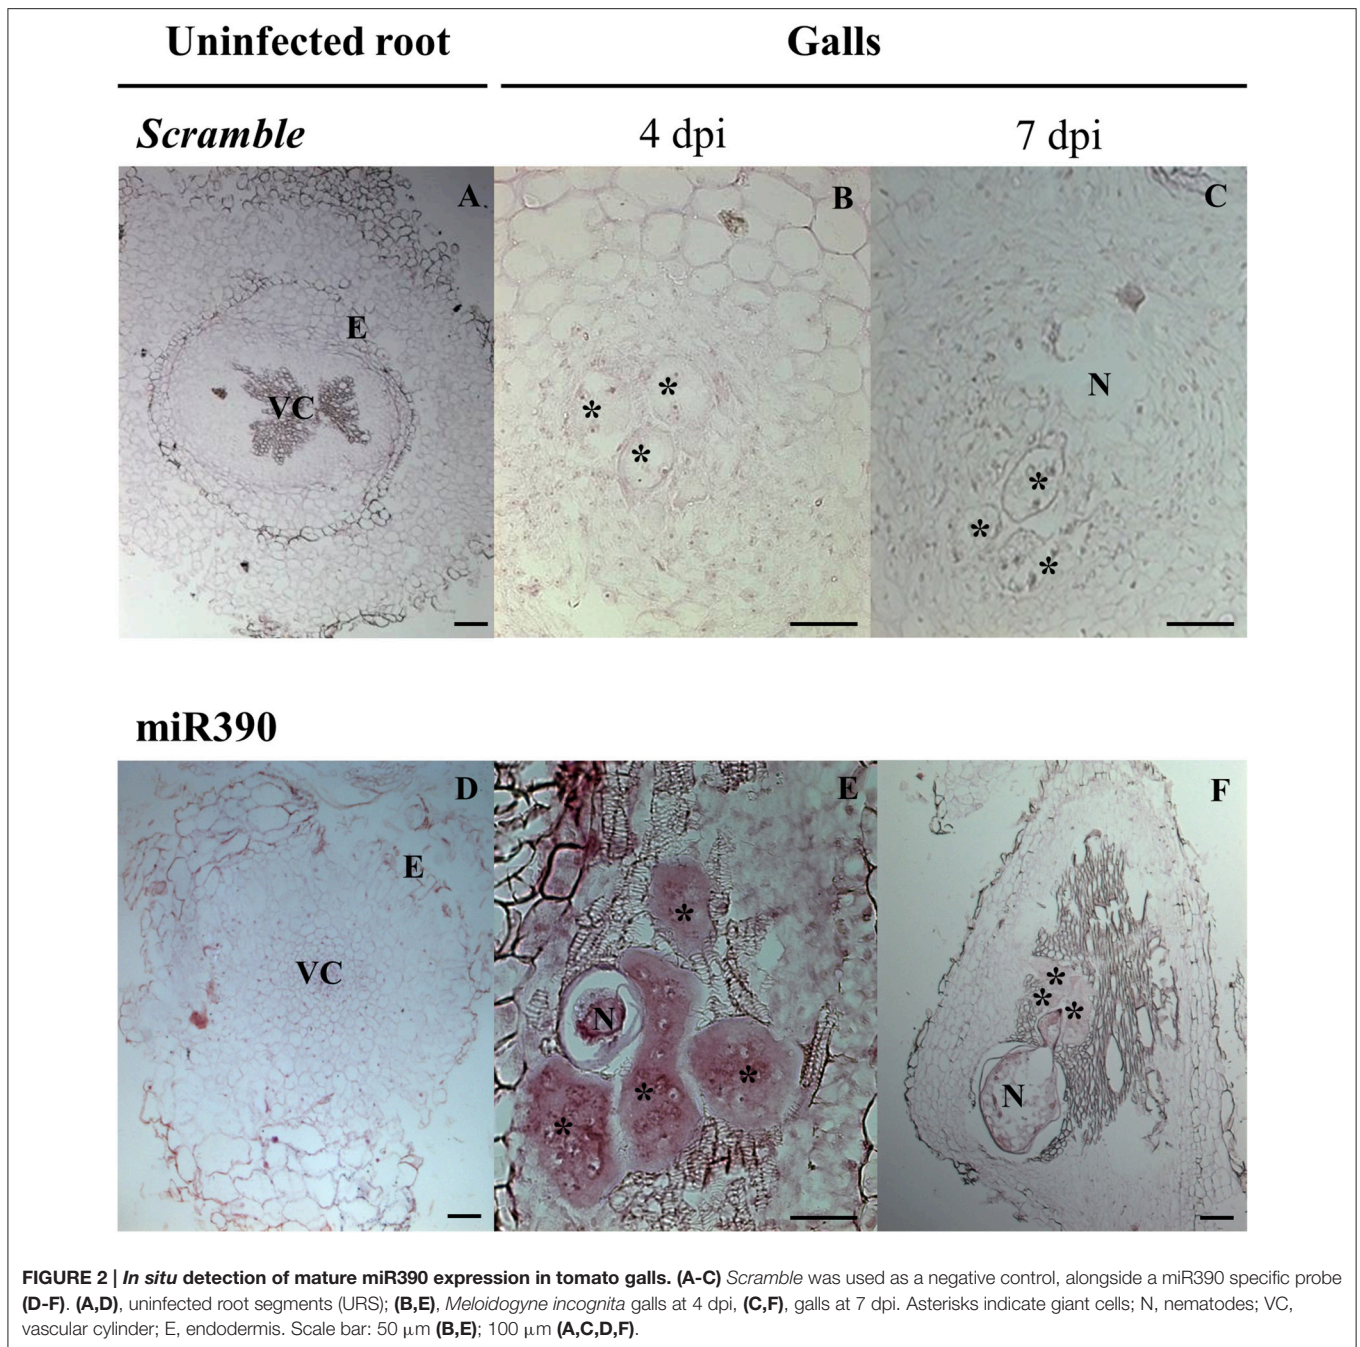 Uninfected root
Galls
Scramble
4 dpi
7 dpi
A
B
C
E
VC
*
*
*
N
*
*
*
miR390
D
E
F
E
VC
*
N
*
*
*
*
*
*
N
FIGURE 2 | In situ detection of mature miR390 expression in tomato galls. (A-C) Scramble was used as a negative control, alongside a miR390 specific probe
(D-F). (A,D), uninfected root segments (URS); (B,E), Meloidogyne incognita galls at 4 dpi, (C,F), galls at 7 dpi. Asterisks indicate giant cells; N, nematodes; VC,
vascular cylinder; E, endodermis. Scale bar: 50 μm (B,E); 100 μm (A,C,D,F).